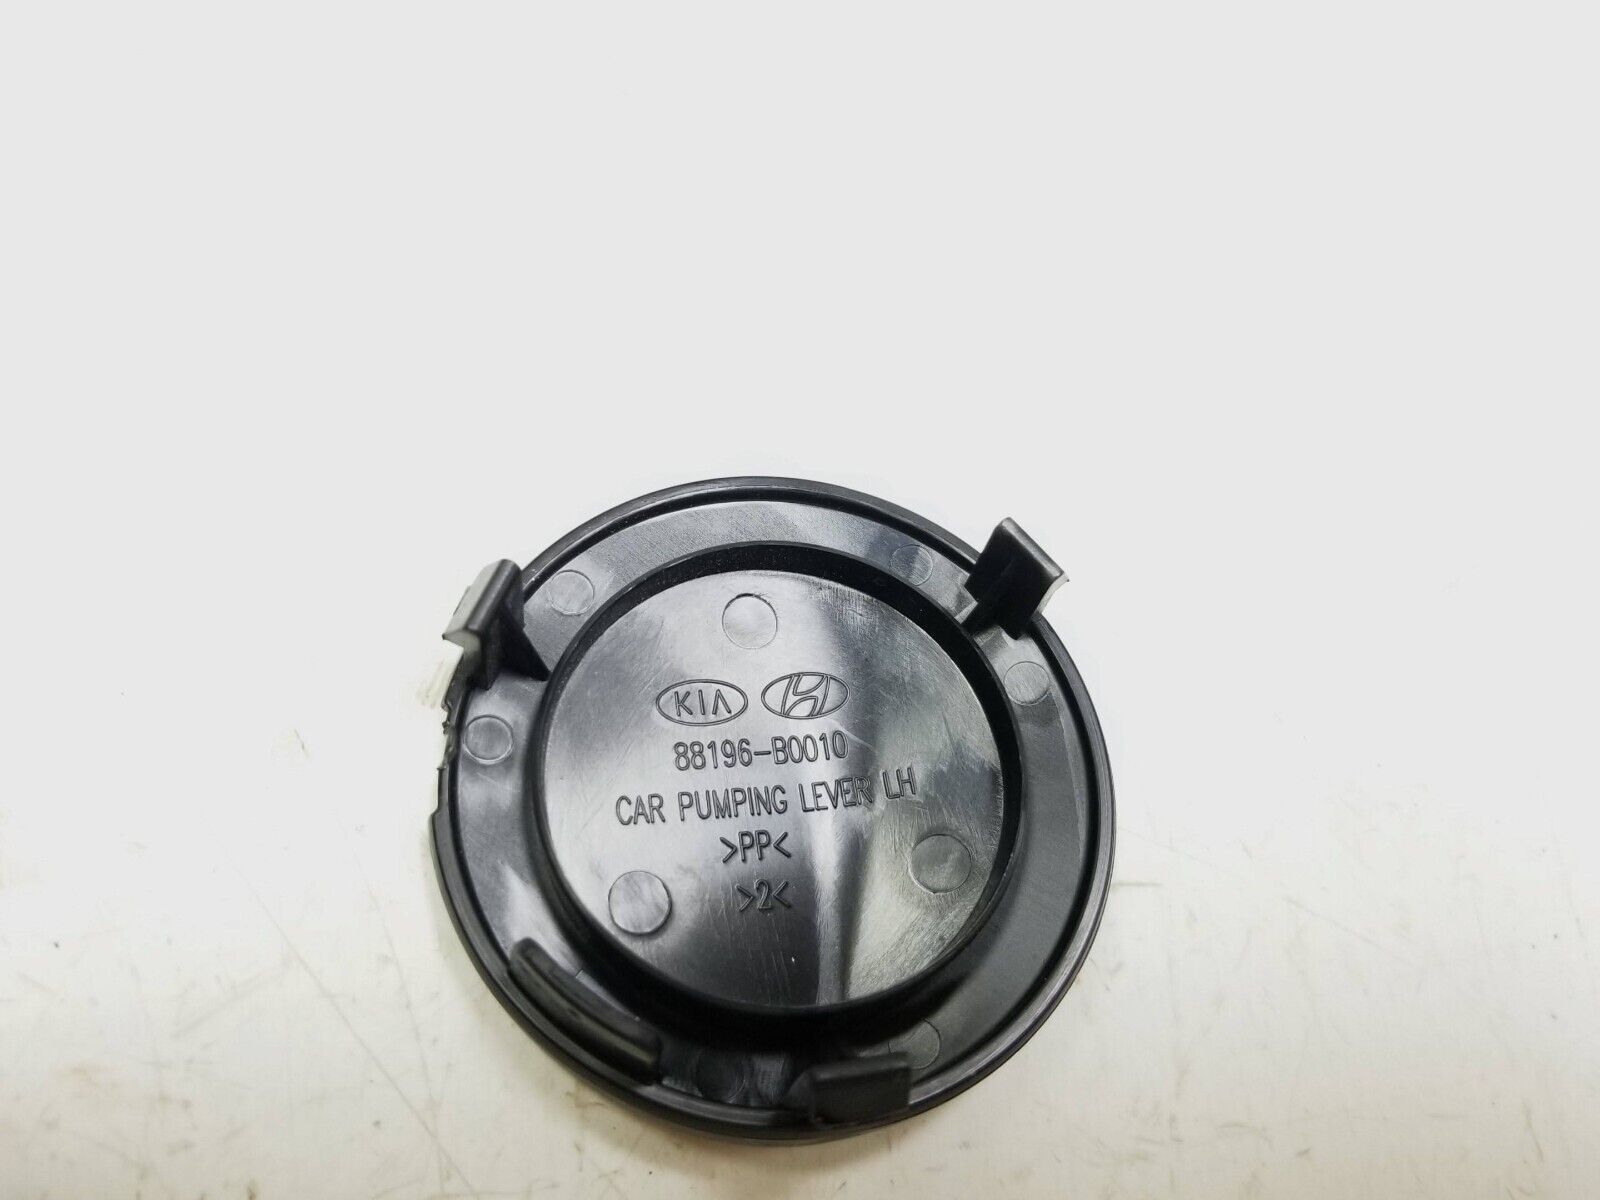 KIA
88196-B0010
CAR PUMPING LEVER LH
>PP<
>2<